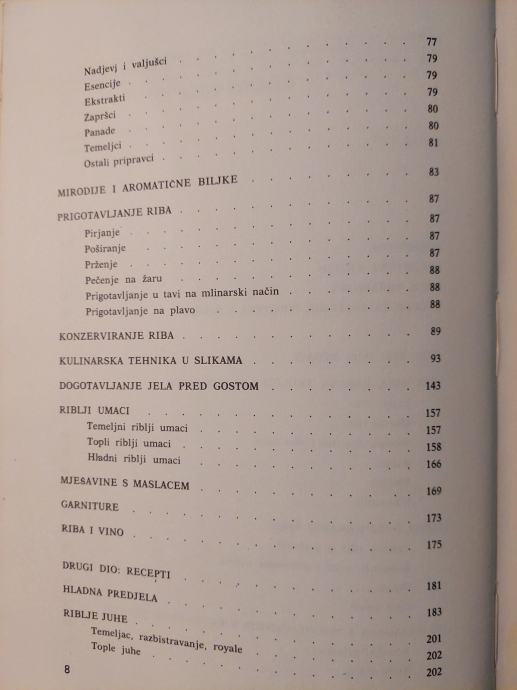 Nadjevj i valjušci . . . . . . . . . . 77
Esencije . . . . . . . . . . 79
Ekstrakti . . . . . . . . . . 79
Zapršci . . . . . . . . . . 79
Panade . . . . . . . . . . 80
Temeljci . . . . . . . . . . 80
Ostali pripravci . . . . . . . . . . 81
MIRODIJE I AROMATIČNE BILJKE . . . . . . . . 83
PRIGOTAVLJANJE RIBA . . . . . . . . . . 87
Pirjanje . . . . . . . . . . 87
Poširanje . . . . . . . . . . 87
Prženje . . . . . . . . . . 87
Pečenje na žaru . . . . . . . . . . 88
Prigotavljanje u tavi na mlinarski način . . . . . . 88
Prigotavljanje na plavo . . . . . . . . . 88
KONZERVIRANJE RIBA . . . . . . . . . . 89
KULINARSKA TEHNIKA U SLIKAMA . . . . . . . . 93
DOGOTAVLJANJE JELA PRED GOSTOM . . . . . . . 143
RIBLJI UMACI . . . . . . . . . . 157
Temeljni riblji umaci . . . . . . . . . 157
Topli riblji umaci . . . . . . . . . . 158
Hladni riblji umaci . . . . . . . . . . 166
MJEŠAVINE S MASLACEM . . . . . . . . . 169
GARNITURE . . . . . . . . . . 173
RIBA I VINO . . . . . . . . . . 175
DRUGI DIO: RECEPTI . . . . . . . . . . 181
HLADNA PREDJELA . . . . . . . . . . 183
RIBLJE JUHE . . . . . . . . . . 201
Temeljac, razbistravanje, royale . . . . . . . 202
Tople juhe . . . . . . . . . . 202
8